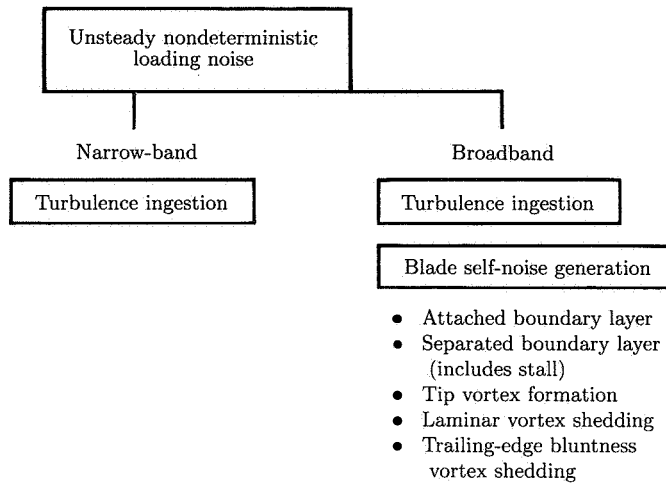 Unsteady nondeterministic
loading noise
Narrow-band
Broadband
Turbulence ingestion
Turbulence ingestion
Blade self-noise generation
• Attached boundary layer
• Separated boundary layer
(includes stall)
• Tip vortex formation
• Laminar vortex shedding
• Trailing-edge bluntness
vortex shedding